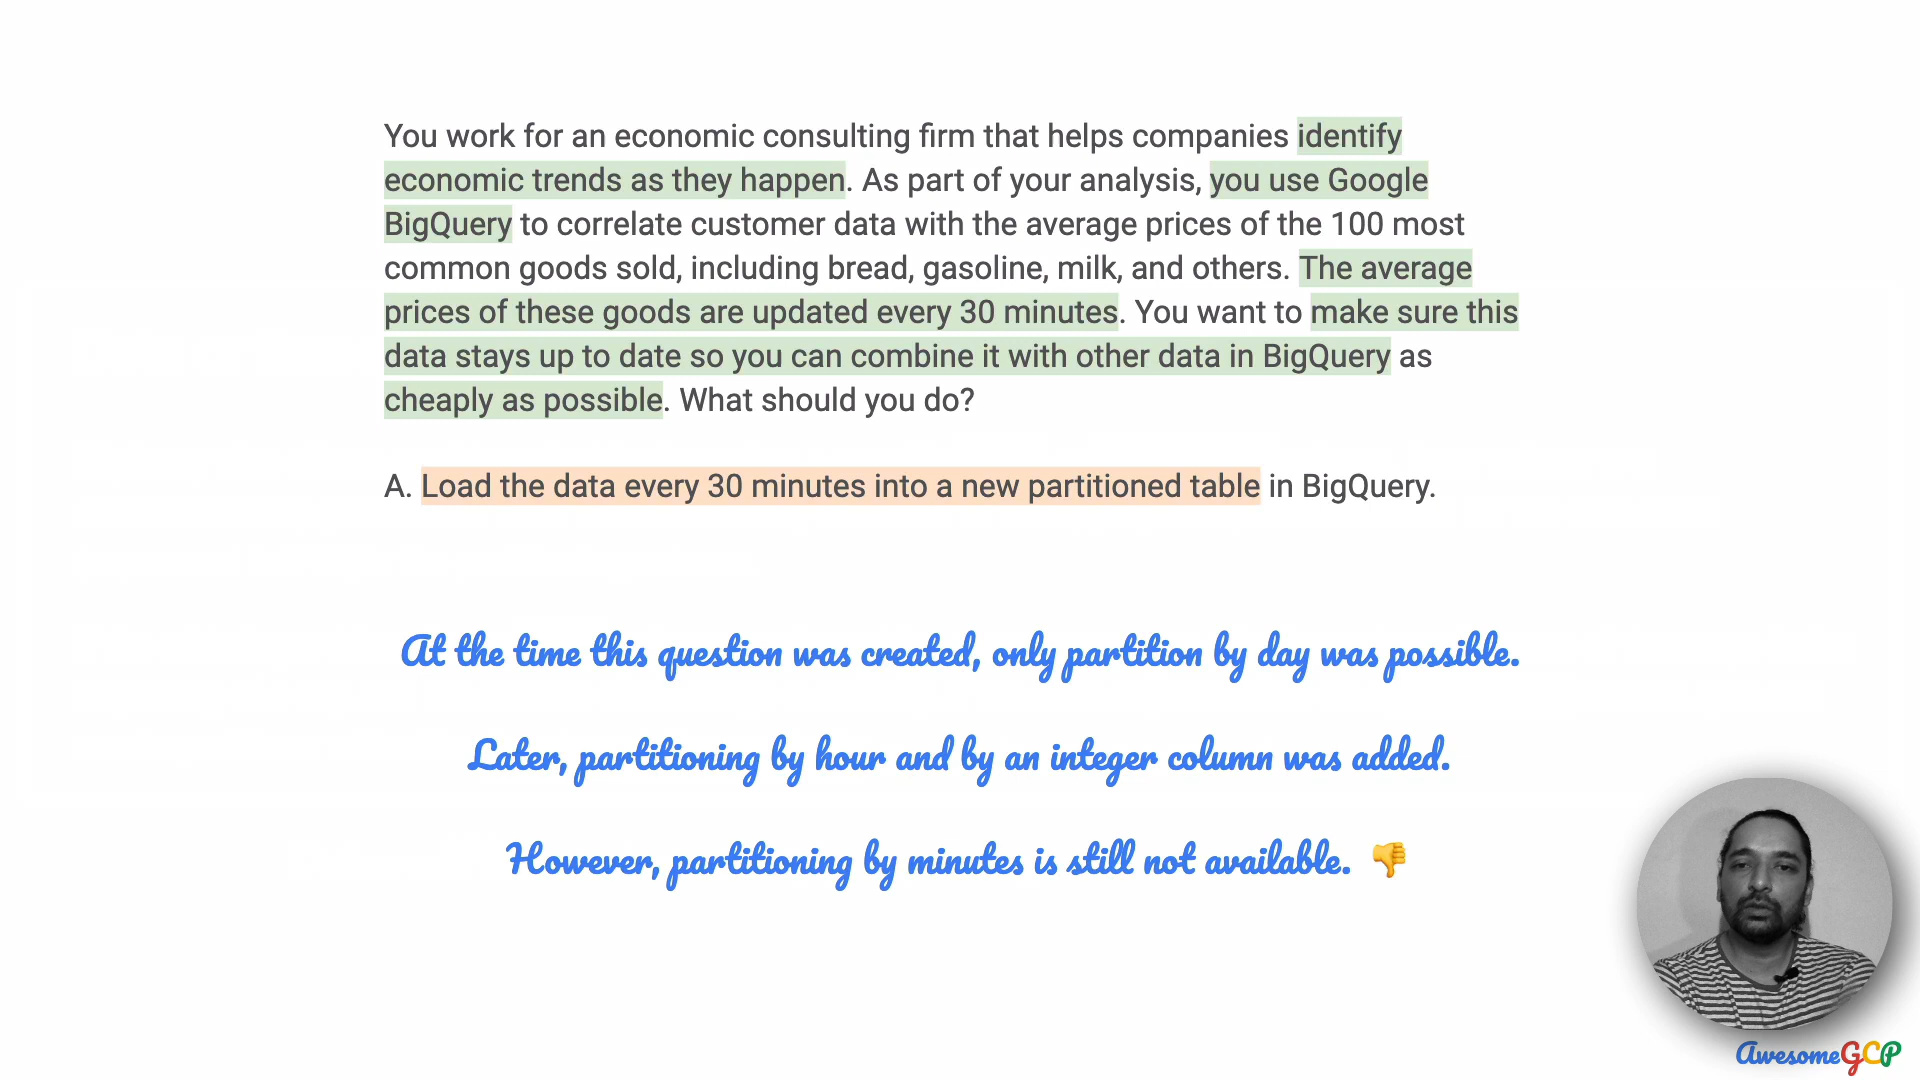 You work for an economic consulting firm that helps companies identify
economic trends as they happen. As part of your analysis, you use Google
BigQuery to correlate customer data with the average prices of the 100 most
common goods sold, including bread, gasoline, milk, and others. The average
prices of these goods are updated every 30 minutes. You want to make sure this
data stays up to date so you can combine it with other data in BigQuery as
cheaply as possible. What should you do?
A. Load the data every 30 minutes into a new partitioned table in BigQuery.
At the time this question was created, only partition by day was possible.
Later, partitioning by hour and by an integer column was added.
However, partitioning by minutes is still not available. 👎
AwesomeGCP